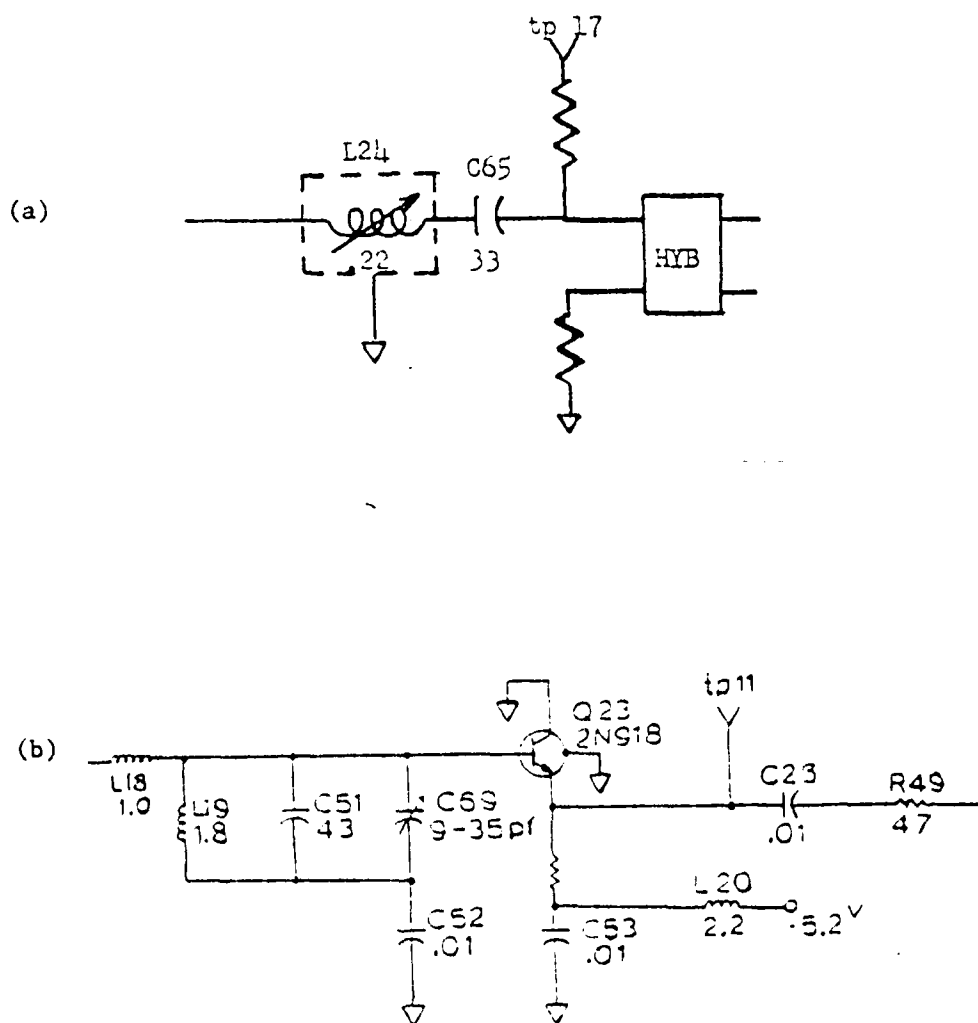 tp 17
L24
C65
(a)
22
33
HYB
tp11
Q23
2N918
(b)
L18
1.0
L19
1.8
C51
43
C69
9-35pf
C23
.01
R49
47
L20
2.2
-5.2v
C52
.01
C53
.01